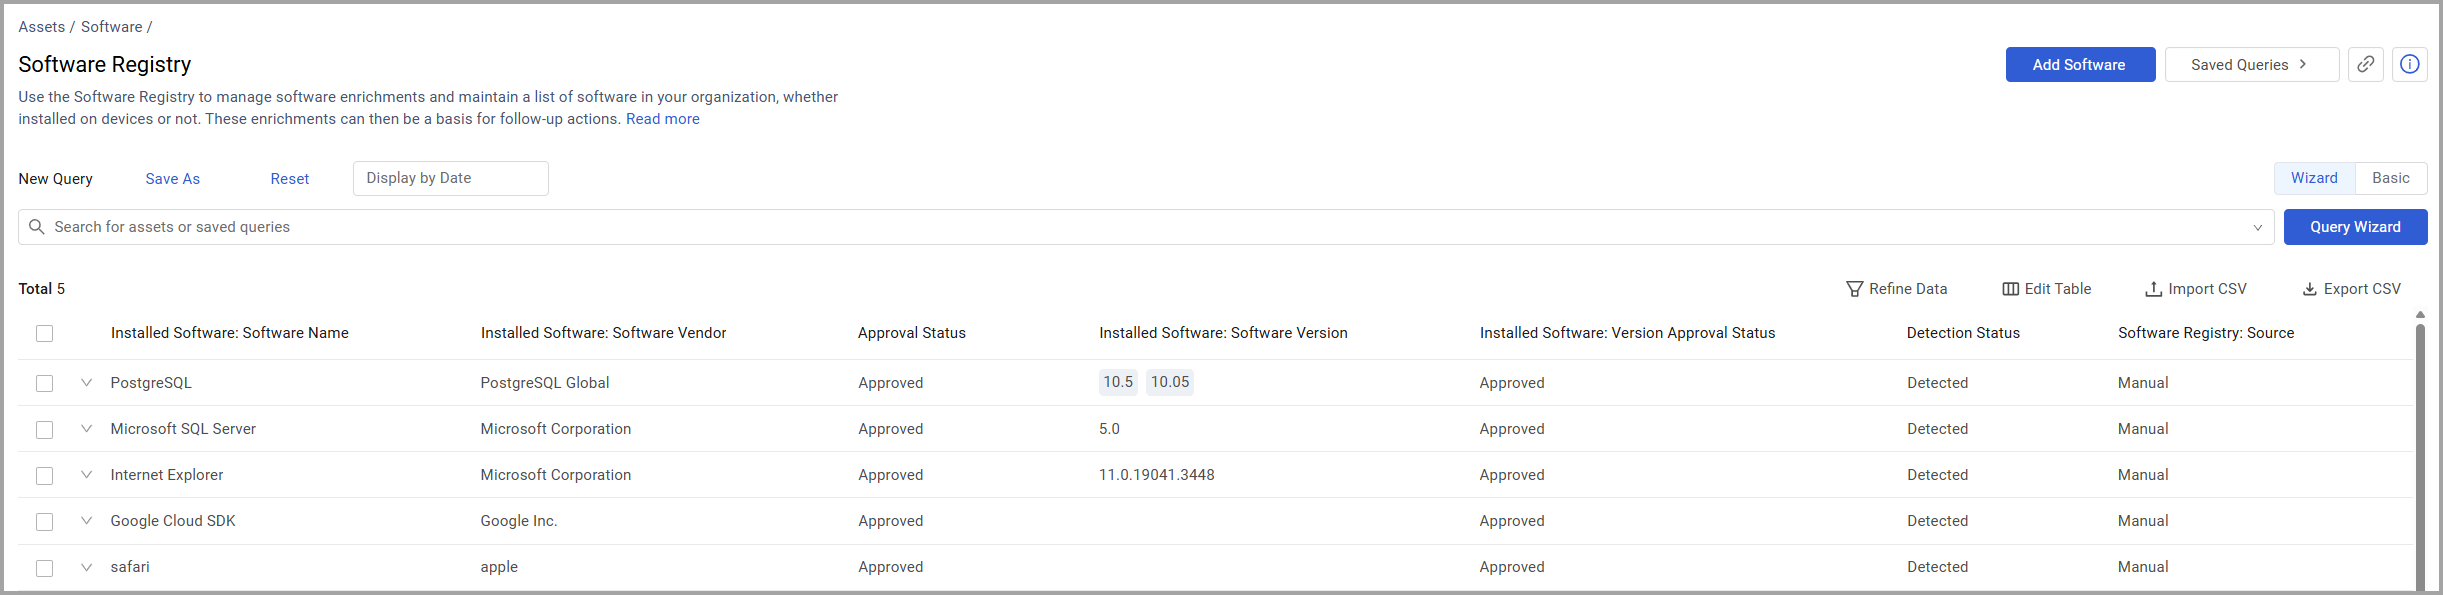 Assets / Software /
Software Registry
Add Software
Saved Queries
Use the Software Registry to manage software enrichments and maintain a list of software in your organization, whether
installed on devices or not. These enrichments can then be a basis for follow-up actions. Read more
New Query Save As Reset Display by Date Wizard Basic
Search for assets or saved queries Query Wizard
Total 5 Refine Data Edit Table Import CSV Export CSV
Installed Software: Software Name Installed Software: Software Vendor Approval Status Installed Software: Software Version Installed Software: Version Approval Status Detection Status Software Registry: Source
PostgreSQL PostgreSQL Global Approved 10.5 10.05 Approved Detected Manual
Microsoft SQL Server Microsoft Corporation Approved 5.0 Approved Detected Manual
Internet Explorer Microsoft Corporation Approved 11.0.19041.3448 Approved Detected Manual
Google Cloud SDK Google Inc. Approved Approved Detected Manual
safari apple Approved Approved Detected Manual